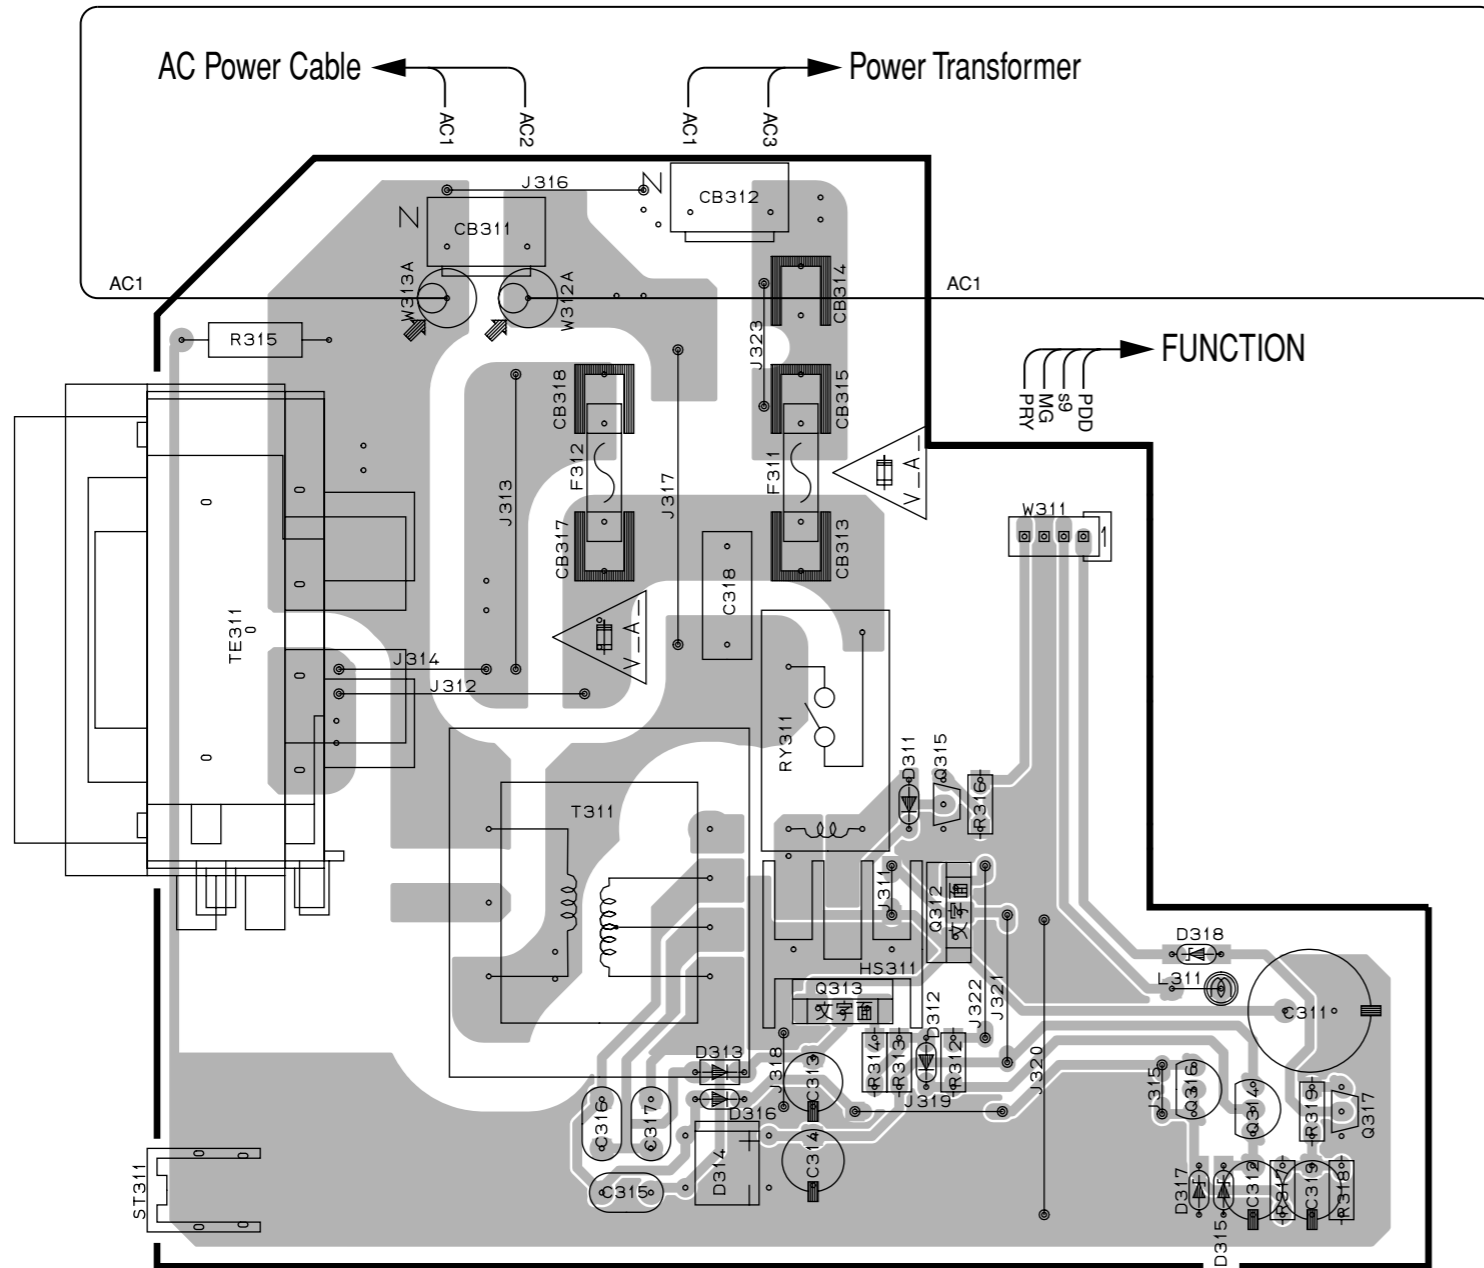 AC Power Cable
Power Transformer
AC1
AC2
AC1
AC3
J316
N
CB312
N
CB311
AC1
W313A
W312A
AC1
CB314
R315
J323
FUNCTION
PRY
MG
s9
PDD
CB318
CB315
F312
F311
J313
J317
V_A_
W311
1
CB317
CB313
C318
V_A_
TE311
J314
J312
RY311
D311
Q315
R316
T311
J311
Q312
文字面
D318
HS311
L311
Q313
文字面
D312
J322
J321
C311
D313
J318
C313
R314
R313
R312
J320
J315
Q316
Q314
R319
Q317
D316
J319
C316
C317
D314
C314
C315
ST311
D317
D315
C312
R317
C319
R318